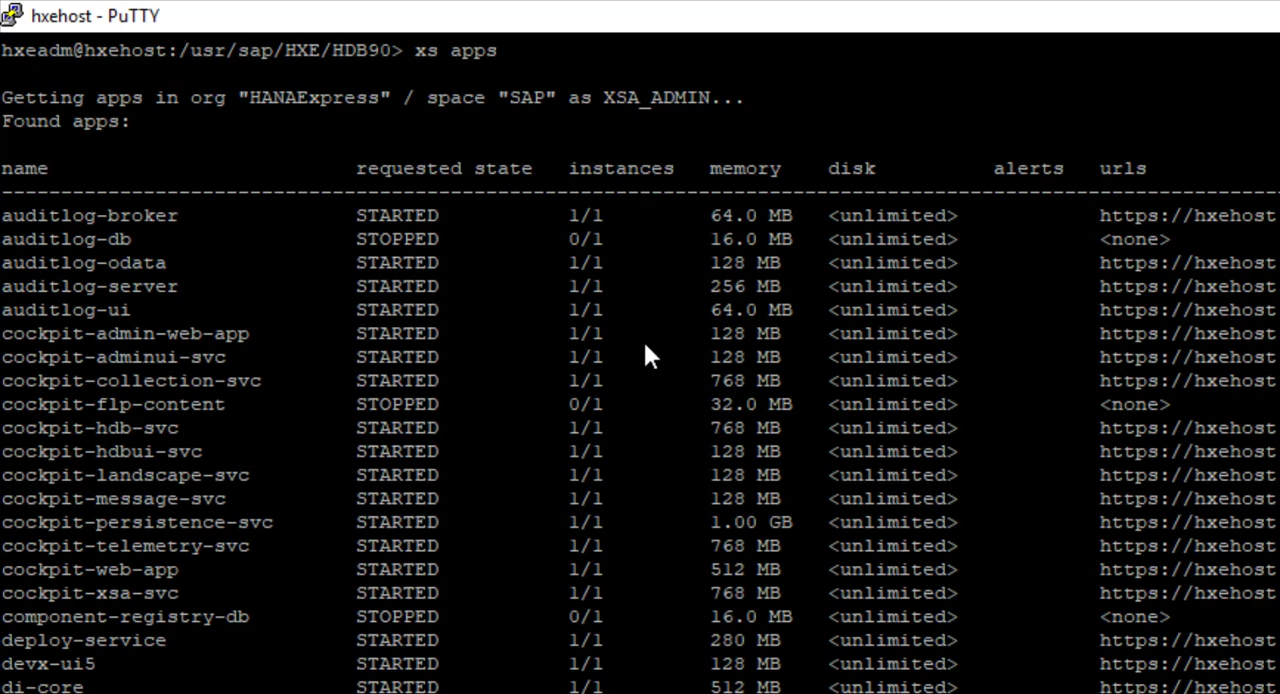 hxehost - PuTTY
hxeadm@hxehost:/usr/sap/HXE/HDB90> xs apps
Getting apps in org "HANAExpress" / space "SAP" as XSA_ADMIN...
Found apps:
name requested state instances memory disk alerts urls
--------------------------------------------------------------------------------------------------------------
auditlog-broker STARTED 1/1 64.0 MB <unlimited> https://hxehost
auditlog-db STOPPED 0/1 16.0 MB <unlimited> <none>
auditlog-odata STARTED 1/1 128 MB <unlimited> https://hxehost
auditlog-server STARTED 1/1 256 MB <unlimited> https://hxehost
auditlog-ui STARTED 1/1 64.0 MB <unlimited> https://hxehost
cockpit-admin-web-app STARTED 1/1 128 MB <unlimited> https://hxehost
cockpit-adminui-svc STARTED 1/1 128 MB <unlimited> https://hxehost
cockpit-collection-svc STARTED 1/1 768 MB <unlimited> https://hxehost
cockpit-flp-content STOPPED 0/1 32.0 MB <unlimited> <none>
cockpit-hdb-svc STARTED 1/1 768 MB <unlimited> https://hxehost
cockpit-hdbui-svc STARTED 1/1 128 MB <unlimited> https://hxehost
cockpit-landscape-svc STARTED 1/1 128 MB <unlimited> https://hxehost
cockpit-message-svc STARTED 1/1 128 MB <unlimited> https://hxehost
cockpit-persistence-svc STARTED 1/1 1.00 GB <unlimited> https://hxehost
cockpit-telemetry-svc STARTED 1/1 768 MB <unlimited> https://hxehost
cockpit-web-app STARTED 1/1 512 MB <unlimited> https://hxehost
cockpit-xsa-svc STARTED 1/1 768 MB <unlimited> https://hxehost
component-registry-db STOPPED 0/1 16.0 MB <unlimited> <none>
deploy-service STARTED 1/1 280 MB <unlimited> https://hxehost
devx-ui5 STARTED 1/1 128 MB <unlimited> https://hxehost
di-core STARTED 1/1 512 MB <unlimited> https://hxehost